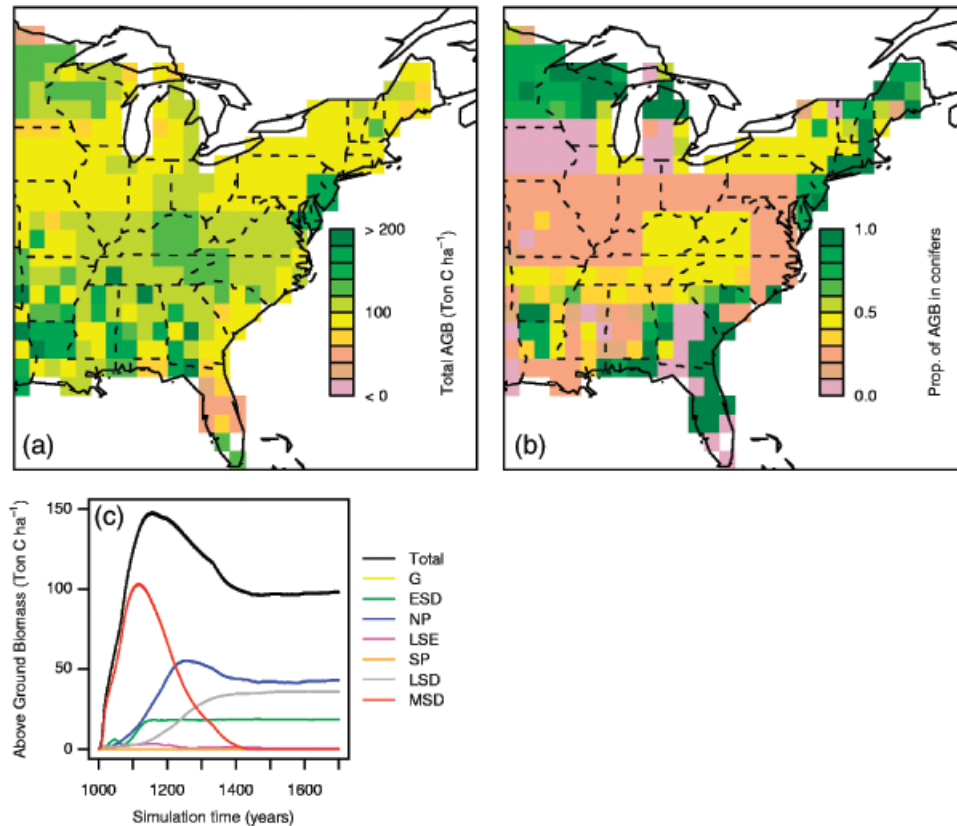 (a)
> 200
100
< 0
Total AGB (Ton C ha⁻¹)
(b)
1.0
0.5
0.0
Prop. of AGB in conifers
(c)
Above Ground Biomass (Ton C ha⁻¹)
150
100
50
0
1000
1200
1400
1600
Simulation time (years)
Total
G
ESD
NP
LSE
SP
LSD
MSD